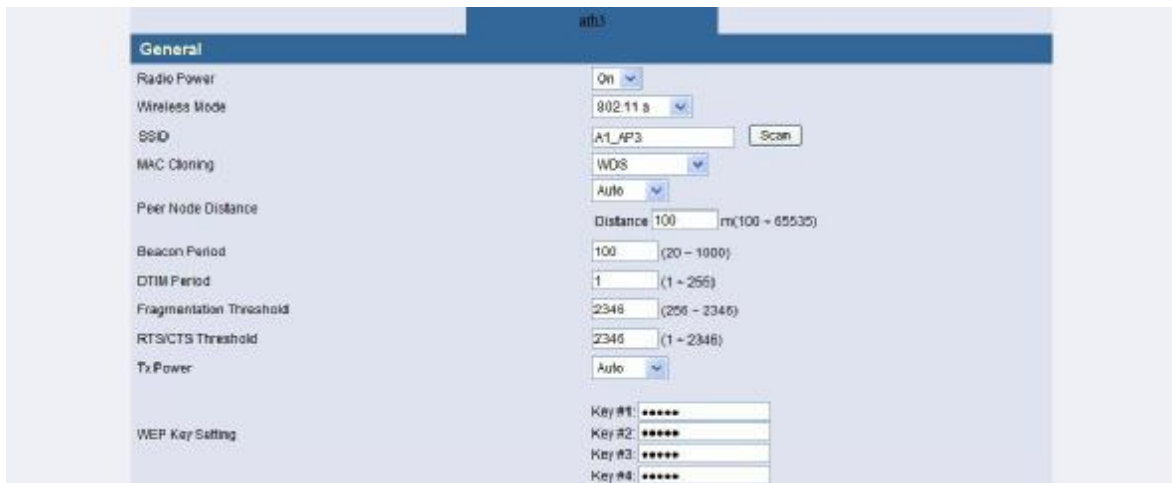 ath3
General
Radio Power On
Wireless Mode 802.11 a
SSID A1_AP3 Scan
MAC Cloning WDS
Auto
Peer Node Distance
Distance 100 m(100 ~ 65535)
Beacon Period 100 (20 ~ 1000)
DTIM Period 1 (1 ~ 255)
Fragmentation Threshold 2346 (256 ~ 2346)
RTS/CTS Threshold 2346 (1 ~ 2346)
Tx Power Auto
Key #1: •••••
WEP Key Setting Key #2: •••••
Key #3: •••••
Key #4: •••••